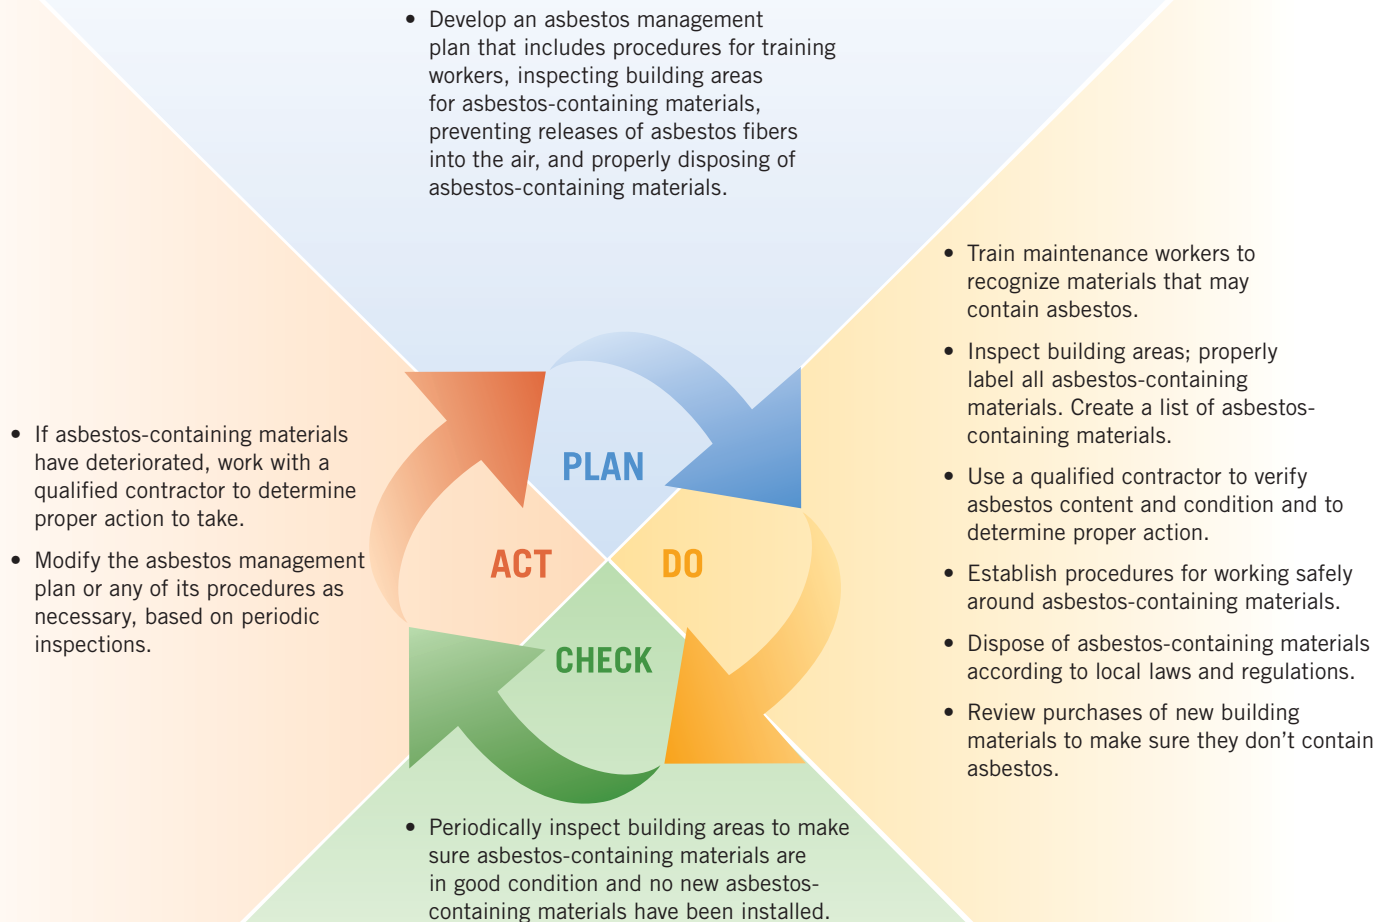 • Develop an asbestos management
plan that includes procedures for training
workers, inspecting building areas
for asbestos-containing materials,
preventing releases of asbestos fibers
into the air, and properly disposing of
asbestos-containing materials.
• Train maintenance workers to
recognize materials that may
contain asbestos.
• Inspect building areas; properly
label all asbestos-containing
materials. Create a list of asbestos-
containing materials.
• Use a qualified contractor to verify
asbestos content and condition and to
determine proper action.
• Establish procedures for working safely
around asbestos-containing materials.
• Dispose of asbestos-containing materials
according to local laws and regulations.
• Review purchases of new building
materials to make sure they don’t contain
asbestos.
• If asbestos-containing materials
have deteriorated, work with a
qualified contractor to determine
proper action to take.
• Modify the asbestos management
plan or any of its procedures as
necessary, based on periodic
inspections.
PLAN
ACT
DO
CHECK
• Periodically inspect building areas to make
sure asbestos-containing materials are
in good condition and no new asbestos-
containing materials have been installed.